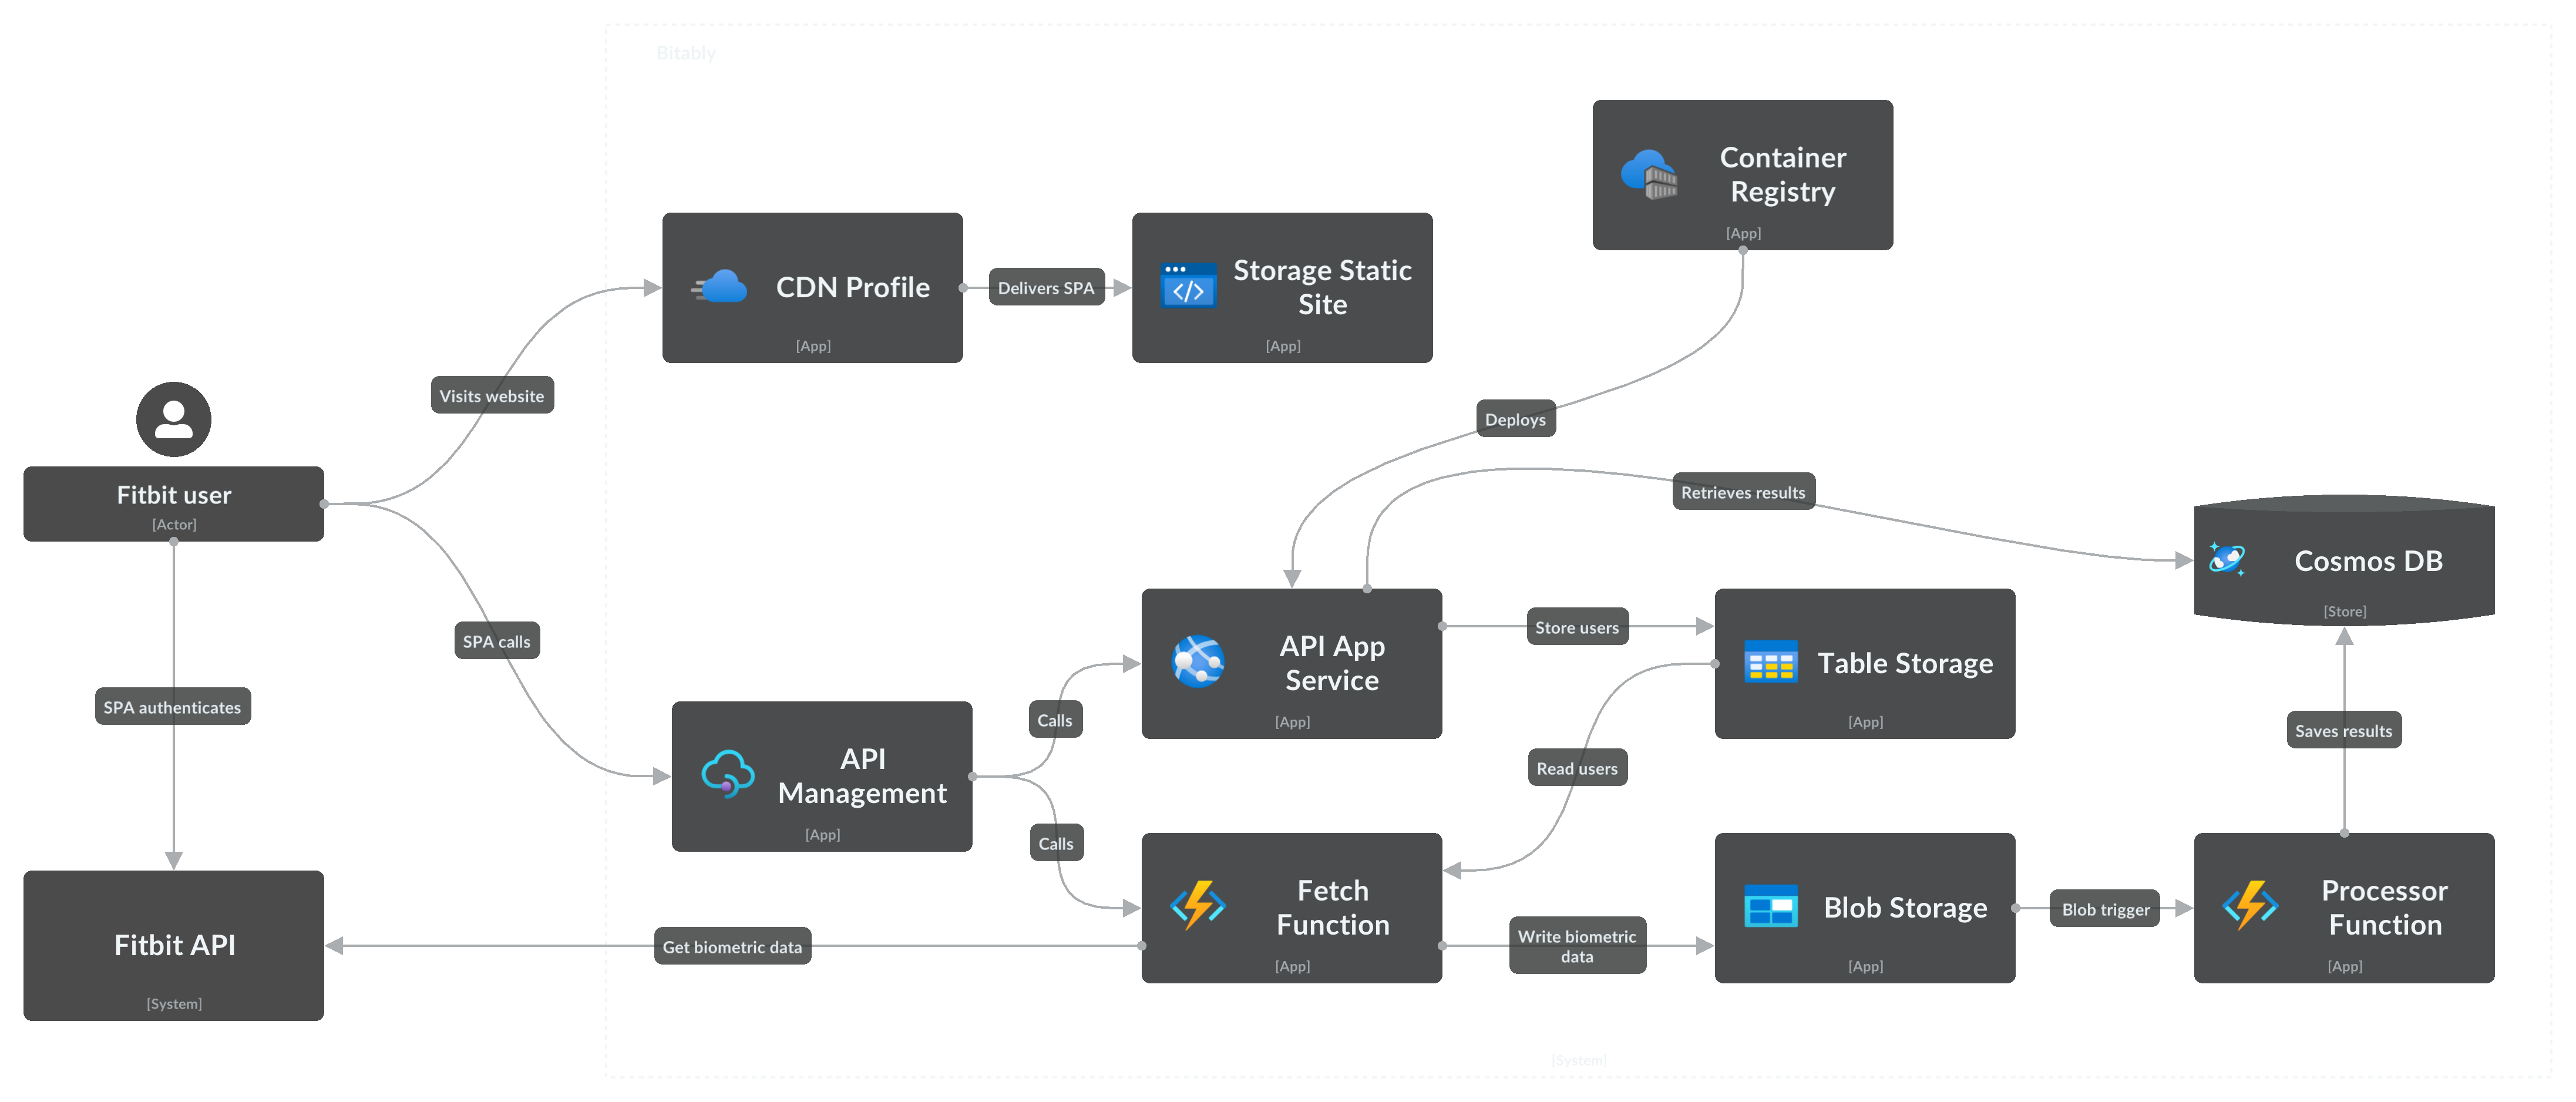 Bitably
Container
Registry
[App]
CDN Profile
[App]
Delivers SPA
Storage Static
Site
[App]
Visits website
Deploys
Fitbit user
[Actor]
Retrieves results
Cosmos DB
[Store]
SPA calls
SPA authenticates
API App
Service
[App]
Store users
Table Storage
[App]
Calls
Read users
Saves results
API
Management
[App]
Calls
Fitbit API
[System]
Get biometric data
Fetch
Function
[App]
Write biometric
data
Blob Storage
[App]
Blob trigger
Processor
Function
[App]
[System]